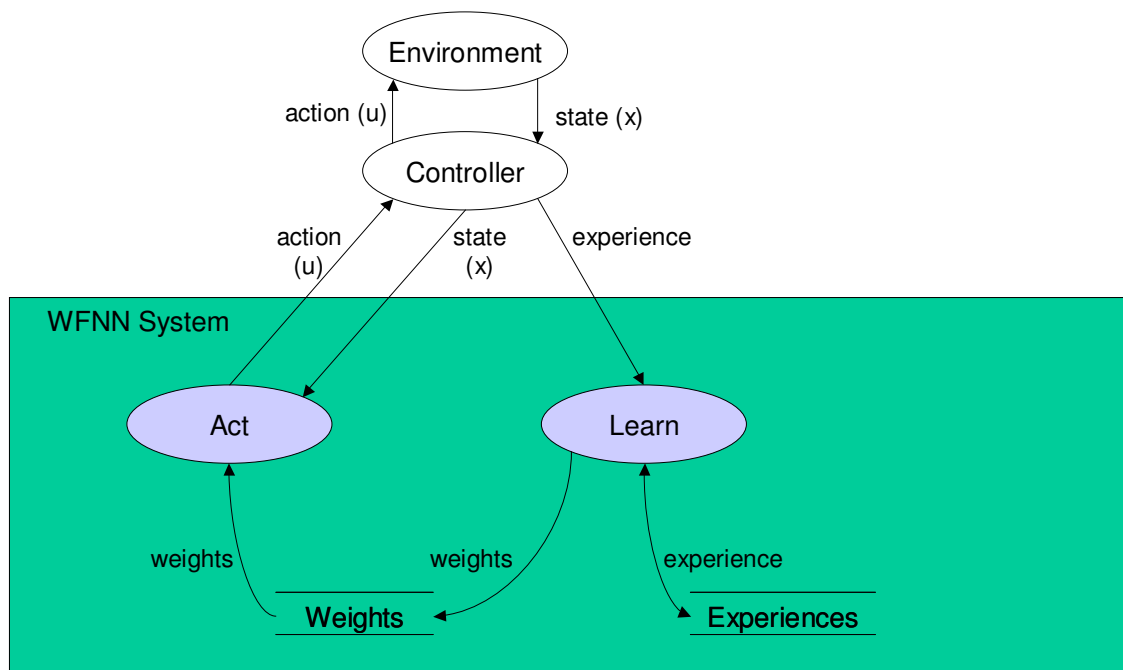 Environment
action (u)
state (x)
Controller
action
(u)
state
(x)
experience
WFNN System
Act
Learn
weights
weights
experience
Weights
Experiences